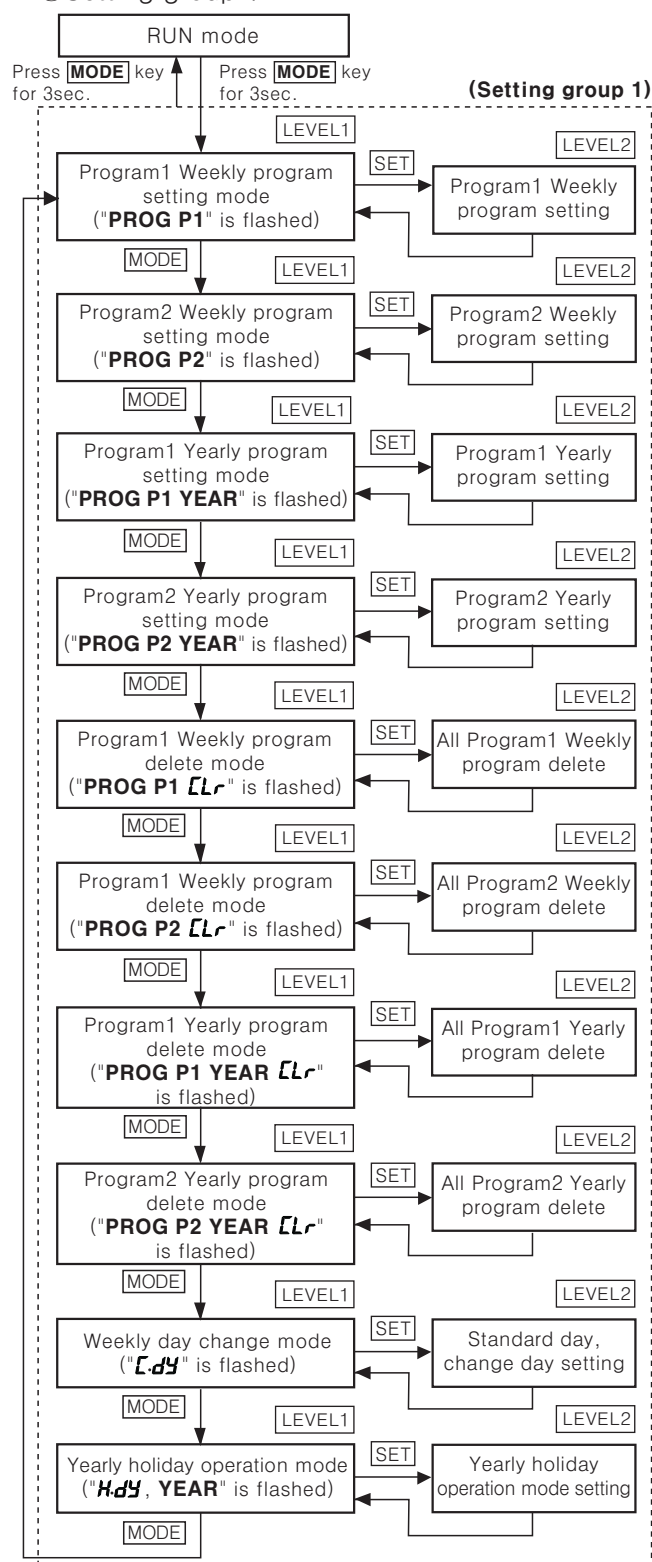 RUN mode
Press MODE key
for 3sec.
Press MODE key
for 3sec.
(Setting group 1)
LEVEL1
LEVEL2
Program1 Weekly program
setting mode
("PROG P1" is flashed)
SET
Program1 Weekly
program setting
MODE
LEVEL1
LEVEL2
Program2 Weekly program
setting mode
("PROG P2" is flashed)
SET
Program2 Weekly
program setting
MODE
LEVEL1
LEVEL2
Program1 Yearly program
setting mode
("PROG P1 YEAR" is flashed)
SET
Program1 Yearly
program setting
MODE
LEVEL1
LEVEL2
Program2 Yearly program
setting mode
("PROG P2 YEAR" is flashed)
SET
Program2 Yearly
program setting
MODE
LEVEL1
LEVEL2
Program1 Weekly program
delete mode
("PROG P1 CLr" is flashed)
SET
All Program1 Weekly
program delete
MODE
LEVEL1
LEVEL2
Program1 Weekly program
delete mode
("PROG P2 CLr" is flashed)
SET
All Program2 Weekly
program delete
MODE
LEVEL1
LEVEL2
Program1 Yearly program
delete mode
("PROG P1 YEAR CLr"
is flashed)
SET
All Program1 Yearly
program delete
MODE
LEVEL1
LEVEL2
Program2 Yearly program
delete mode
("PROG P2 YEAR CLr"
is flashed)
SET
All Program2 Yearly
program delete
MODE
LEVEL1
LEVEL2
Weekly day change mode
("C.dY" is flashed)
SET
Standard day,
change day setting
MODE
LEVEL1
LEVEL2
Yearly holiday operation mode
("H.dY, YEAR" is flashed)
SET
Yearly holiday
operation mode setting
MODE